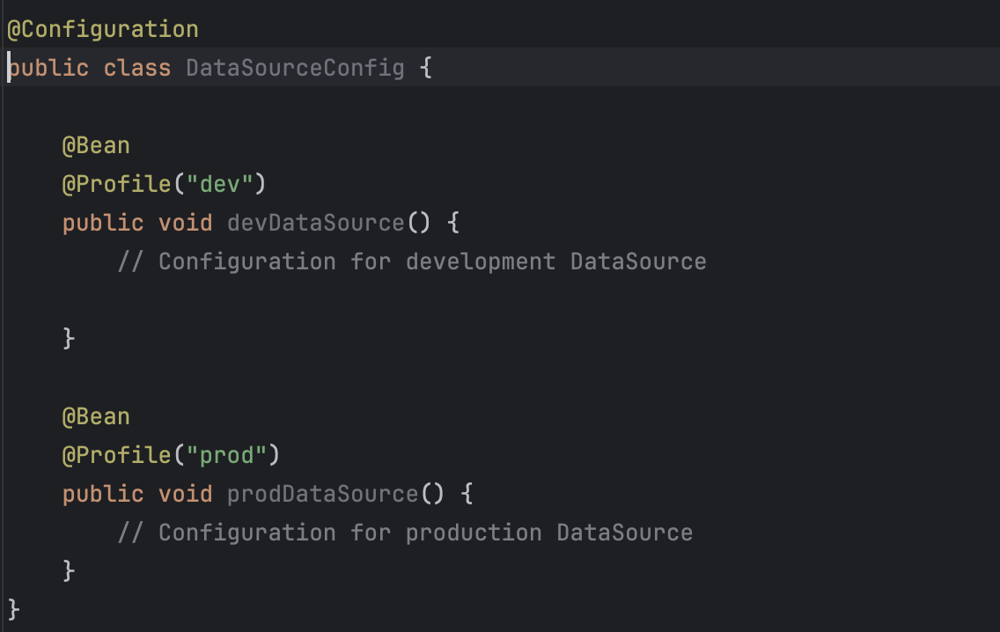 @Configuration
public class DataSourceConfig {
@Bean
@Profile("dev")
public void devDataSource() {
// Configuration for development DataSource
}
@Bean
@Profile("prod")
public void prodDataSource() {
// Configuration for production DataSource
}
}